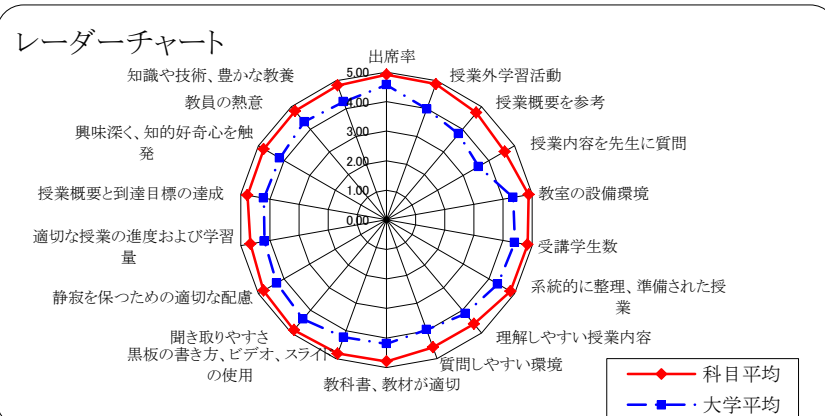 レーダーチャート
出席率
授業外学習活動
授業概要を参考
授業内容を先生に質問
教室の設備環境
受講学生数
系統的に整理、準備された授
業
理解しやすい授業内容
質問しやすい環境
教科書、教材が適切
黒板の書き方、ビデオ、スライド
の使用
聞き取りやすさ
静寂を保つための適切な配慮
適切な授業の進度および学習
量
授業概要と到達目標の達成
興味深く、知的好奇心を触
発
教員の熱意
知識や技術、豊かな教養
5.00
4.00
3.00
2.00
1.00
0.00
科目平均
大学平均